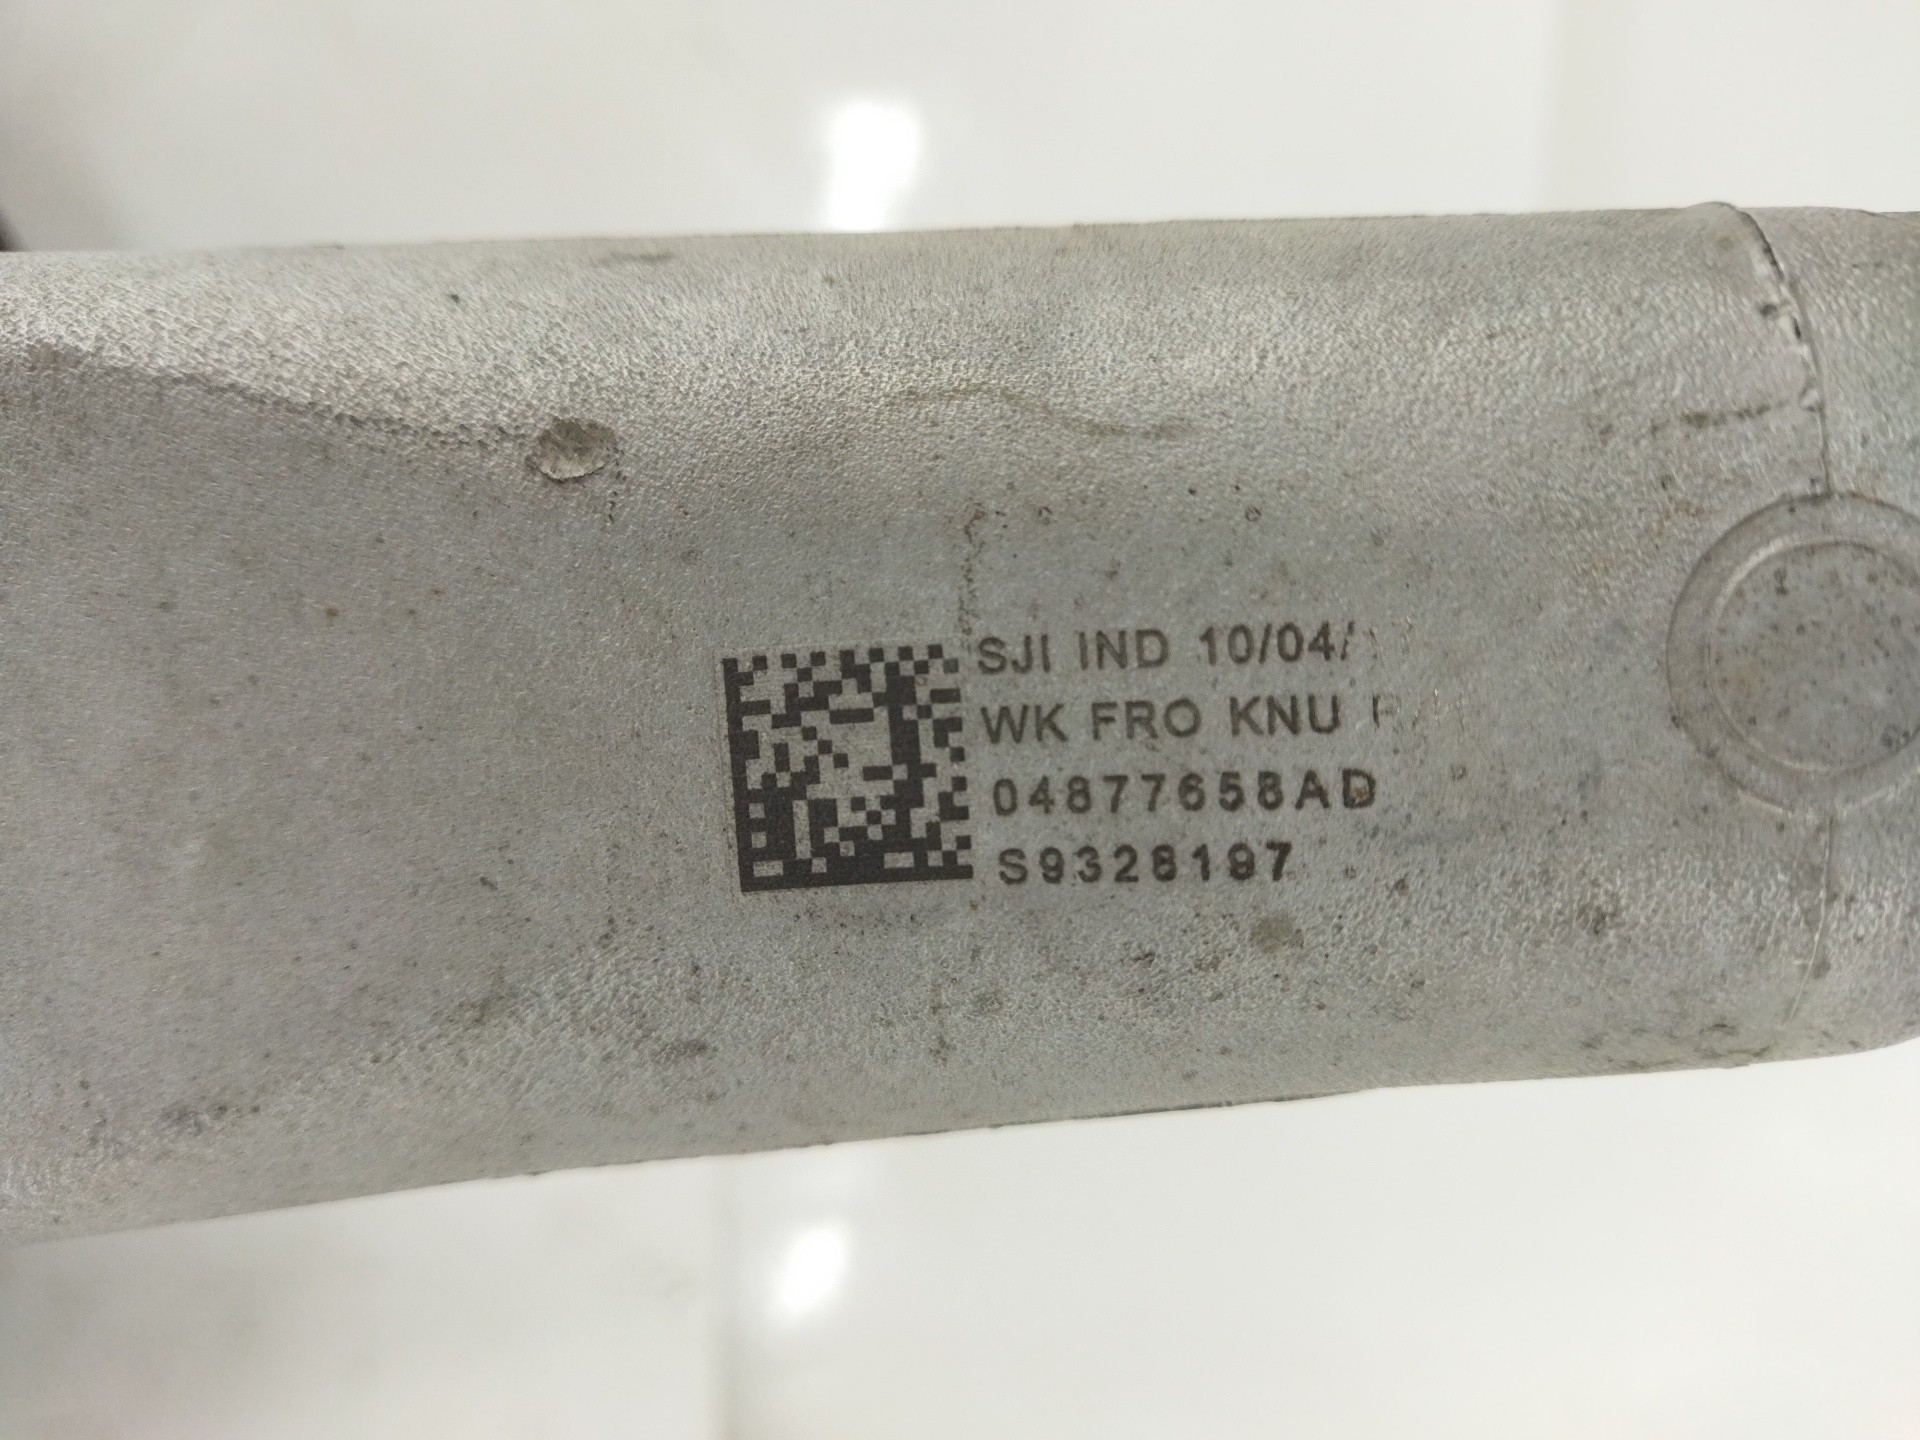 SJI IND 10/04/
WK FRO KNU
04877658AD
S9328197